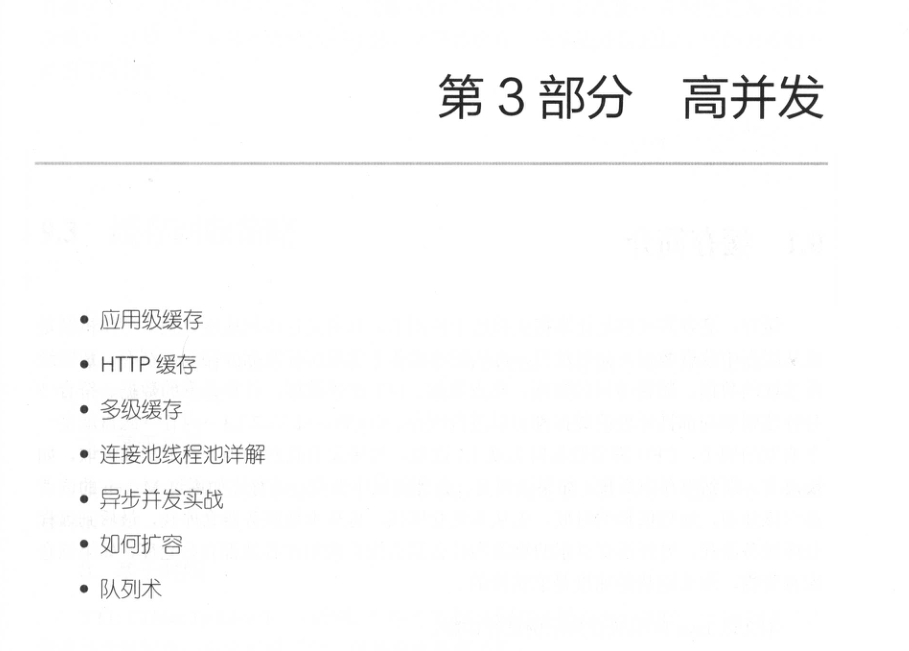 第 3 部分 高并发
● 应用级缓存
● HTTP 缓存
● 多级缓存
● 连接池线程池详解
● 异步并发实战
● 如何扩容
● 队列术